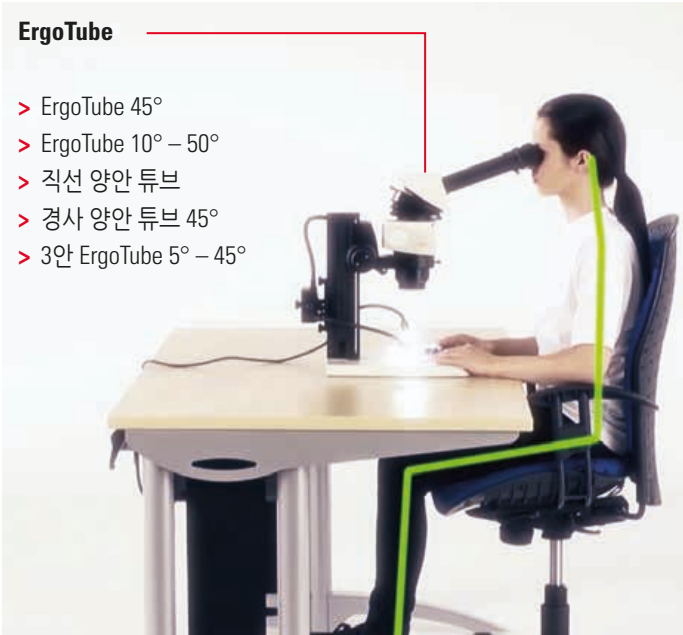 ErgoTube
> ErgoTube 45°
> ErgoTube 10° – 50°
> 직선 양안 튜브
> 경사 양안 튜브 45°
> 3안 ErgoTube 5° – 45°